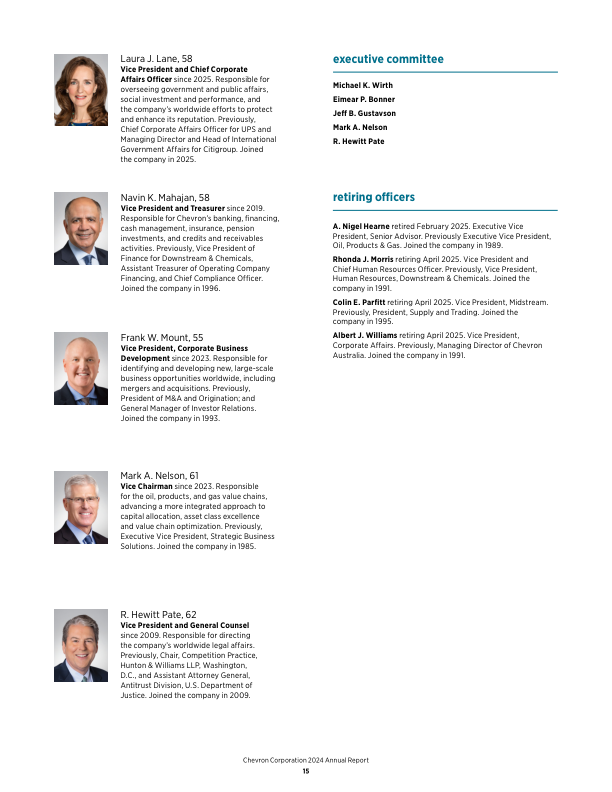 Laura J. Lane, 58
Vice President and Chief Corporate
Affairs Officer since 2025. Responsible for
overseeing government and public affairs,
social investment and performance, and
the company's worldwide efforts to protect
and enhance its reputation. Previously,
Chief Corporate Affairs Officer for UPS and
Managing Director and Head of International
Government Affairs for Citigroup. Joined
the company in 2025.
Navin K. Mahajan, 58
Vice President and Treasurer since 2019.
Responsible for Chevron's banking, financing,
cash management, insurance, pension
investments, and credits and receivables
activities. Previously, Vice President of
Finance for Downstream & Chemicals,
Assistant Treasurer of Operating Company
Financing, and Chief Compliance Officer.
Joined the company in 1996.
Frank W. Mount, 55
Vice President, Corporate Business
Development since 2023. Responsible for
identifying and developing new, large-scale
business opportunities worldwide, including
mergers and acquisitions. Previously,
President of M&A and Origination; and
General Manager of Investor Relations.
Joined the company in 1993.
Mark A. Nelson, 61
Vice Chairman since 2023. Responsible
for the oil, products, and gas value chains,
advancing a more integrated approach to
capital allocation, asset class excellence
and value chain optimization. Previously,
Executive Vice President, Strategic Business
Solutions. Joined the company in 1985.
R. Hewitt Pate, 62
Vice President and General Counsel
since 2009. Responsible for directing
the company's worldwide legal affairs.
Previously, Chair, Competition Practice,
Hunton & Williams LLP, Washington,
D.C., and Assistant Attorney General,
Antitrust Division, U.S. Department of
Justice. Joined the company in 2009.
executive committee
Michael K. Wirth
Eimear P. Bonner
Jeff B. Gustavson
Mark A. Nelson
R. Hewitt Pate
retiring officers
A. Nigel Hearne retired February 2025. Executive Vice
President, Senior Advisor. Previously Executive Vice President,
Oil, Products & Gas. Joined the company in 1989.
Rhonda J. Morris retiring April 2025. Vice President and
Chief Human Resources Officer. Previously, Vice President,
Human Resources, Downstream & Chemicals. Joined the company
in 1991.
Colin E. Parfitt retiring April 2025. Vice President, Midstream.
Previously, President, Supply and Trading. Joined the
company in 1995.
Albert J. Williams retiring April 2025. Vice President,
Corporate Affairs. Previously, Managing Director of Chevron
Australia. Joined the company in 1991.
Chevron Corporation 2024 Annual Report
15